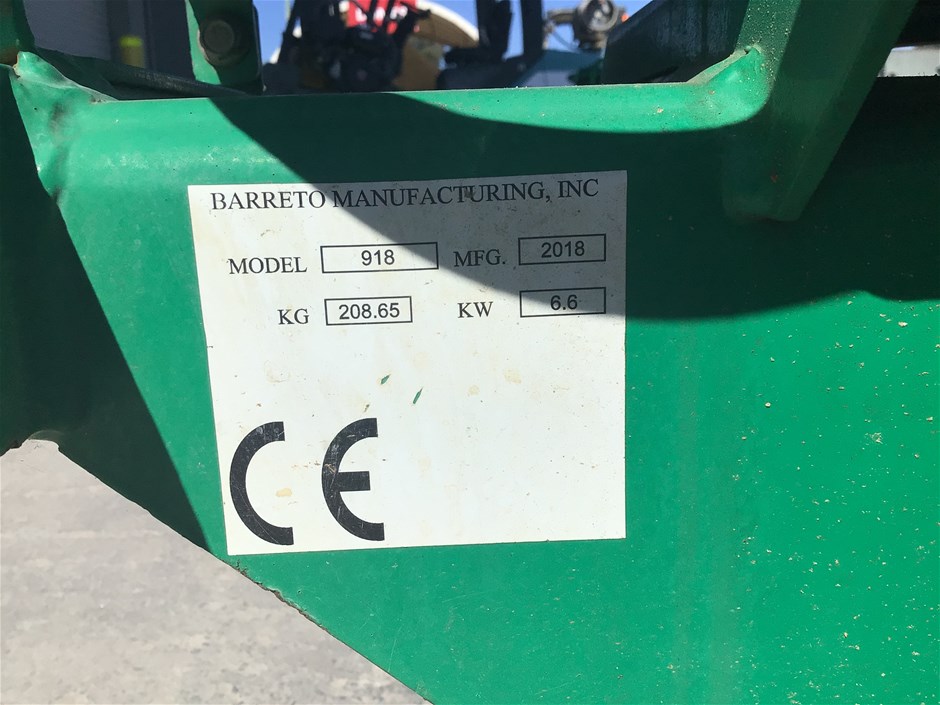 BARRETO MANUFACTURING, INC
MODEL 918 MFG. 2018
KG 208.65 KW 6.6
CE